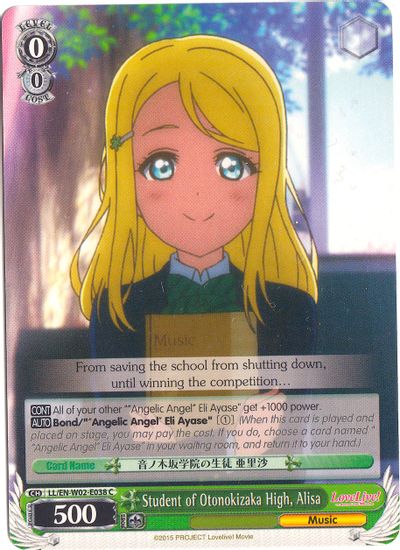 LEVEL
0
0
COST
Music
From saving the school from shutting down,
until winning the competition...
CONT All of your other ""Angelic Angel" Eli Ayase" get +1000 power.
AUTO Bond/""Angelic Angel" Eli Ayase" [①] (When this card is played and
placed on stage, you may pay the cost. If you do, choose a card named "
"Angelic Angel" Eli Ayase" in your waiting room, and return it to your hand.)
Card Name 音ノ木坂学院の生徒 亜里沙
CH LL/EN-W02-E038 C
Student of Otonokizaka High, Alisa
LoveLive!
POWER 500
Music
©2015 PROJECT Lovelive! Movie